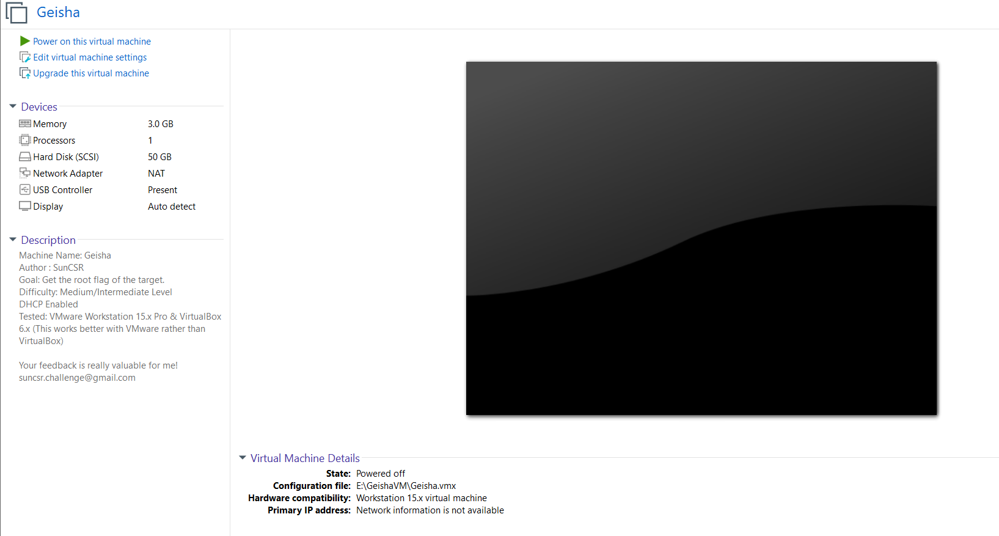 Geisha
Power on this virtual machine
Edit virtual machine settings
Upgrade this virtual machine
Devices
Memory 3.0 GB
Processors 1
Hard Disk (SCSI) 50 GB
Network Adapter NAT
USB Controller Present
Display Auto detect
Description
Machine Name: Geisha
Author : SunCSR
Goal: Get the root flag of the target.
Difficulty: Medium/Intermediate Level
DHCP Enabled
Tested: VMware Workstation 15.x Pro & VirtualBox
6.x (This works better with VMware rather than
VirtualBox)
Your feedback is really valuable for me!
suncsr.challenge@gmail.com
Virtual Machine Details
State: Powered off
Configuration file: E:\GeishaVM\Geisha.vmx
Hardware compatibility: Workstation 15.x virtual machine
Primary IP address: Network information is not available